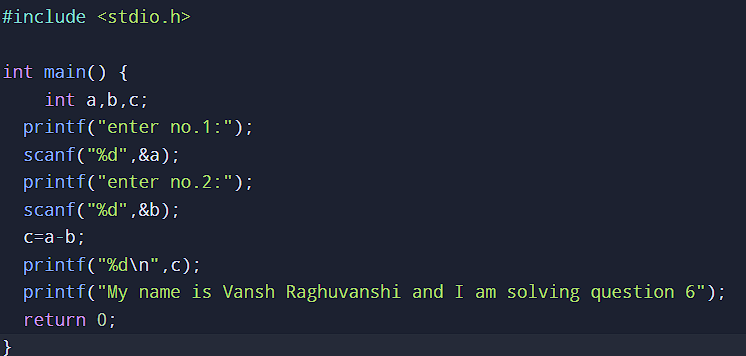 #include <stdio.h>

int main() {
    int a,b,c;
  printf("enter no.1:");
  scanf("%d",&a);
  printf("enter no.2:");
  scanf("%d",&b);
  c=a-b;
  printf("%d\n",c);
  printf("My name is Vansh Raghuvanshi and I am solving question 6");
  return 0;
}